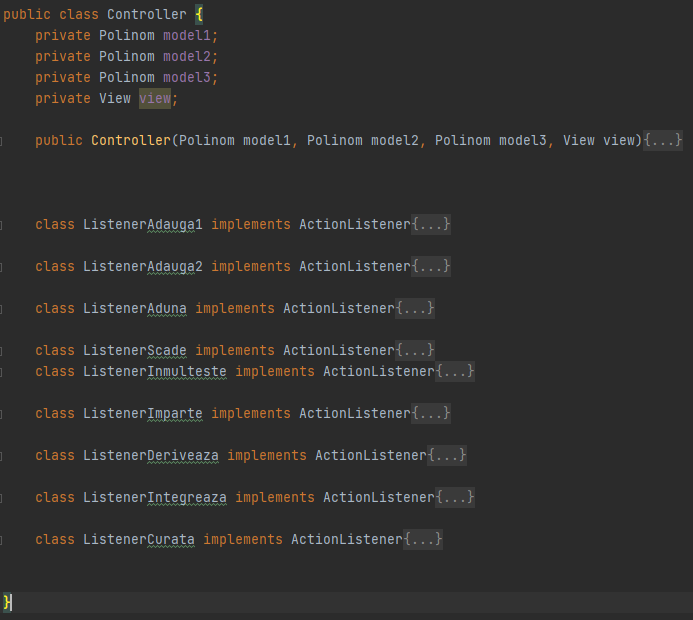 public class Controller {
private Polinom model1;
private Polinom model2;
private Polinom model3;
private View view;
public Controller(Polinom model1, Polinom model2, Polinom model3, View view){...}
class ListenerAdauga1 implements ActionListener{...}
class ListenerAdauga2 implements ActionListener{...}
class ListenerAduna implements ActionListener{...}
class ListenerScade implements ActionListener{...}
class ListenerInmulteste implements ActionListener{...}
class ListenerImparte implements ActionListener{...}
class ListenerDeriveaza implements ActionListener{...}
class ListenerIntegreaza implements ActionListener{...}
class ListenerCurata implements ActionListener{...}
}